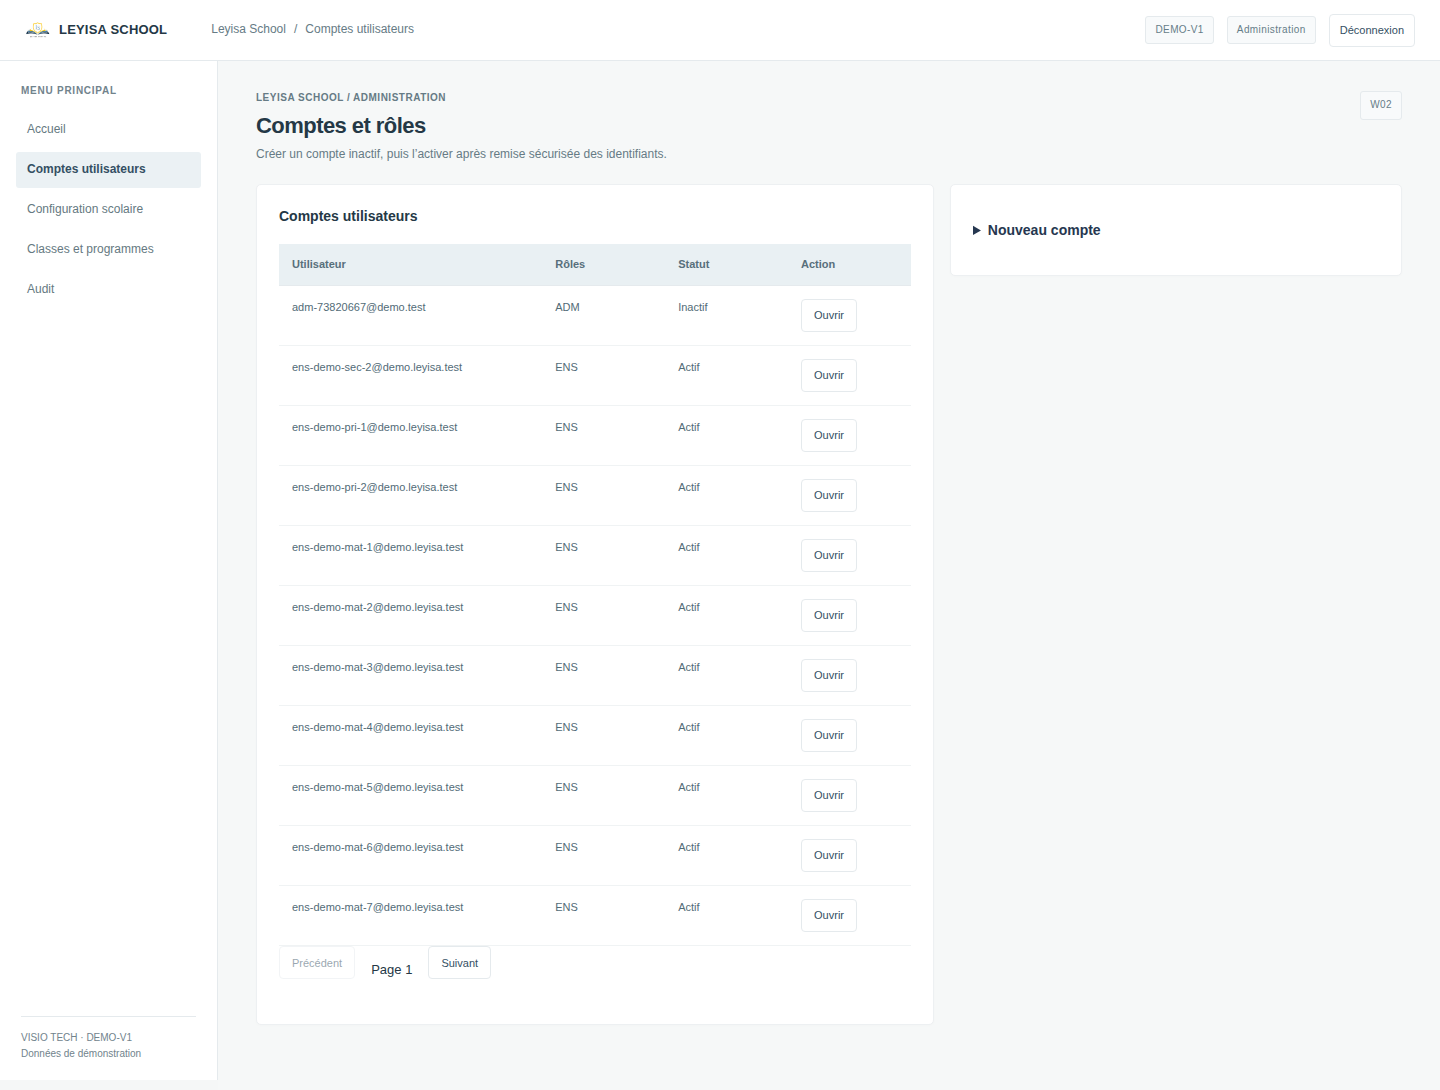 LEYISA SCHOOL
Leyisa School / Comptes utilisateurs
DEMO-V1
Administration
Déconnexion
MENU PRINCIPAL
Accueil
Comptes utilisateurs
Configuration scolaire
Classes et programmes
Audit
VISIO TECH · DEMO-V1
Données de démonstration
LEYISA SCHOOL / ADMINISTRATION
Comptes et rôles
Créer un compte inactif, puis l’activer après remise sécurisée des identifiants.
W02
Comptes utilisateurs
Utilisateur Rôles Statut Action
adm-73820667@demo.test ADM Inactif Ouvrir
ens-demo-sec-2@demo.leyisa.test ENS Actif Ouvrir
ens-demo-pri-1@demo.leyisa.test ENS Actif Ouvrir
ens-demo-pri-2@demo.leyisa.test ENS Actif Ouvrir
ens-demo-mat-1@demo.leyisa.test ENS Actif Ouvrir
ens-demo-mat-2@demo.leyisa.test ENS Actif Ouvrir
ens-demo-mat-3@demo.leyisa.test ENS Actif Ouvrir
ens-demo-mat-4@demo.leyisa.test ENS Actif Ouvrir
ens-demo-mat-5@demo.leyisa.test ENS Actif Ouvrir
ens-demo-mat-6@demo.leyisa.test ENS Actif Ouvrir
ens-demo-mat-7@demo.leyisa.test ENS Actif Ouvrir
Précédent Page 1 Suivant
Nouveau compte